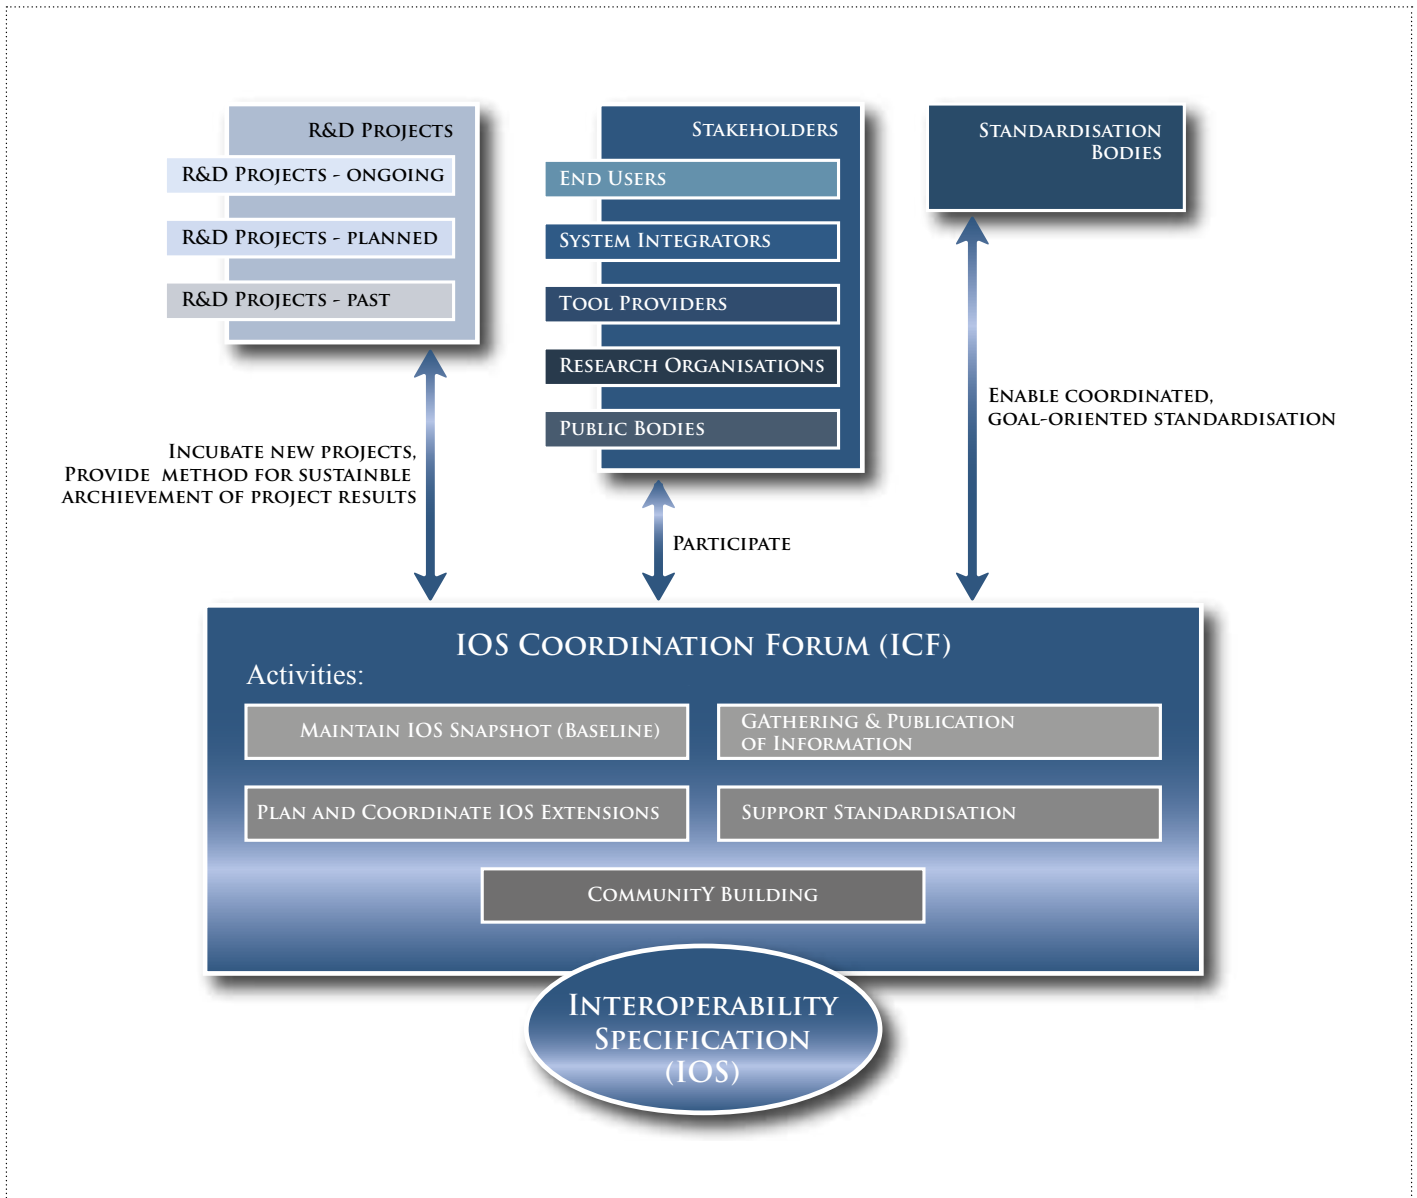 R&D Projects
R&D Projects - ongoing
R&D Projects - planned
R&D Projects - past
Stakeholders
End Users
System Integrators
Tool Providers
Research Organisations
Public Bodies
Standardisation
Bodies
Incubate new projects,
Provide method for sustainble
archievement of project results
Participate
Enable coordinated,
goal-oriented standardisation
IOS Coordination Forum (ICF)
Activities:
Maintain IOS Snapshot (Baseline)
GAthering & Publication
of Information
Plan and Coordinate IOS Extensions
Support Standardisation
CommunitY Building
Interoperability
Specification
(IOS)